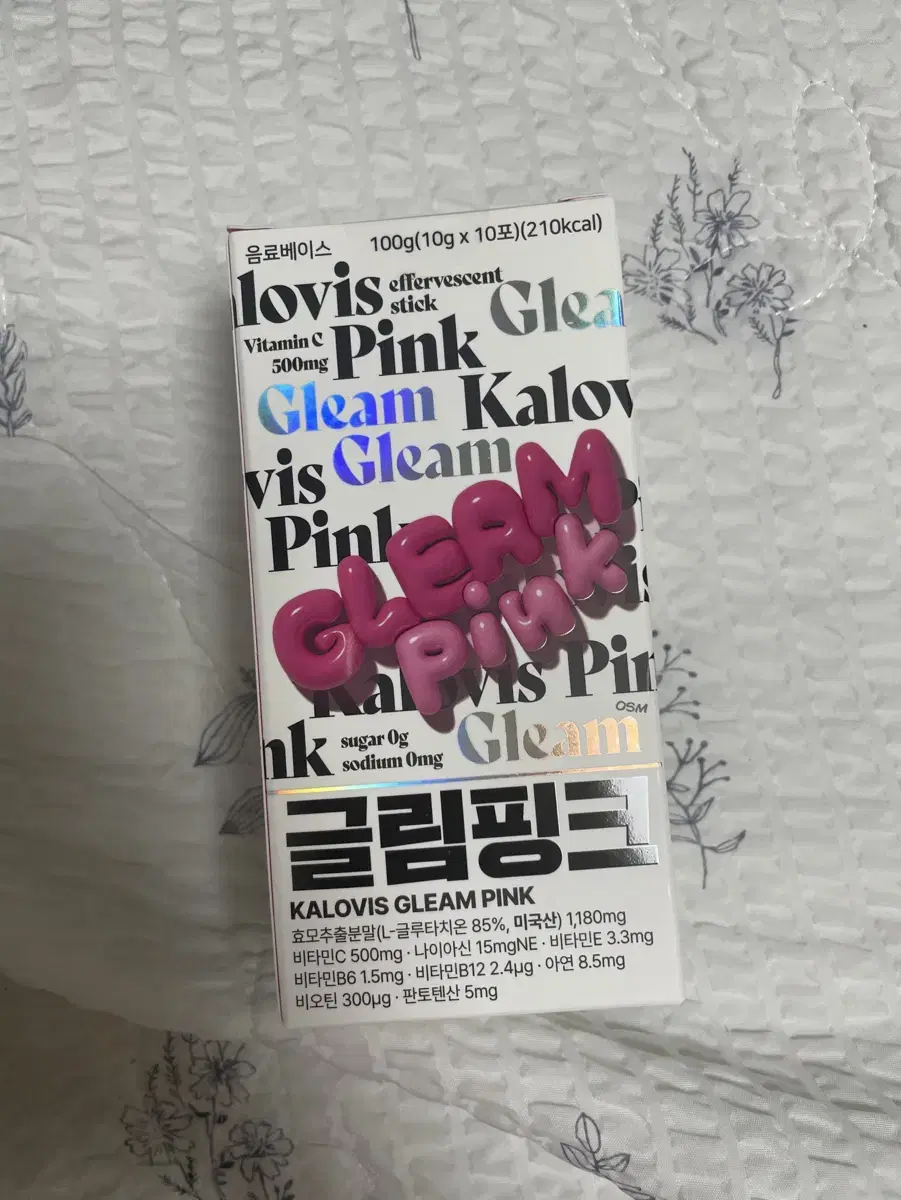 음료베이스 100g(10g x 10포)(210kcal)
lovis effervescent stick Glea
Vitamin C 500mg Pink
Gleam Kalov
vis Gleam
Pink
GLEAM
Pink
Kalovis Pin
OSM
nk sugar 0g sodium 0mg Gleam
글림핑크
KALOVIS GLEAM PINK
효모추출분말(L-글루타치온 85%, 미국산) 1,180mg
비타민C 500mg · 나이아신 15mgNE · 비타민E 3.3mg
비타민B6 1.5mg · 비타민B12 2.4μg · 아연 8.5mg
비오틴 300μg · 판토텐산 5mg